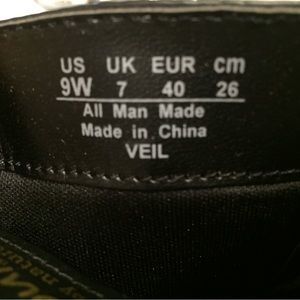 US UK EUR cm
9W 7 40 26
All Man Made
Made in China
VEIL